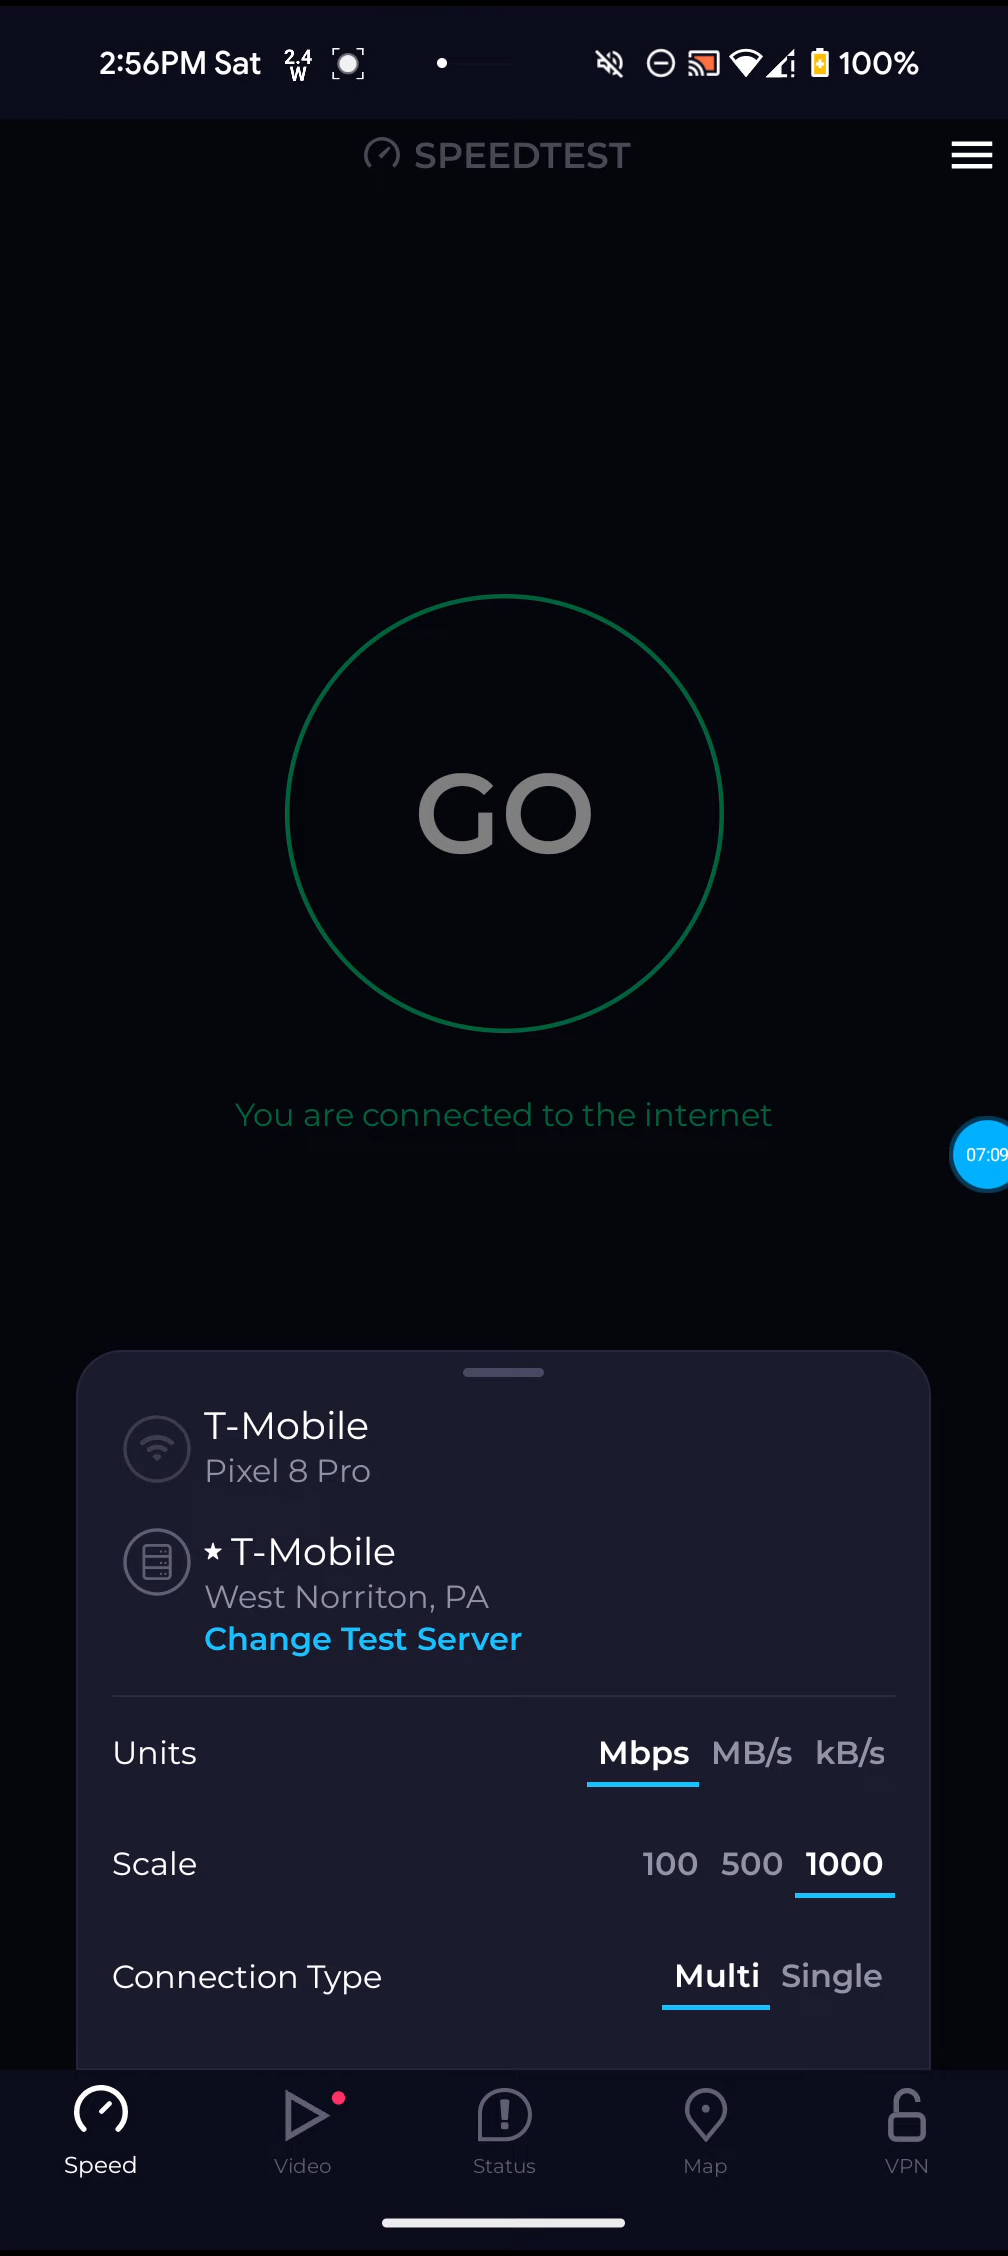 2:56PM Sat 2.4 W 100%
SPEEDTEST
GO
You are connected to the internet
07:09
T-Mobile
Pixel 8 Pro
★ T-Mobile
West Norriton, PA
Change Test Server
Units Mbps MB/s kB/s
Scale 100 500 1000
Connection Type Multi Single
Speed Video Status Map VPN